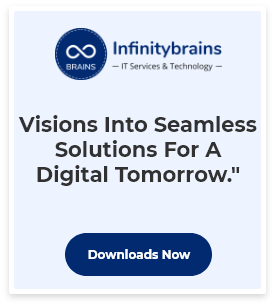 BRAINS
Infinitybrains
— IT Services & Technology —
Visions Into Seamless
Solutions For A
Digital Tomorrow."
Downloads Now